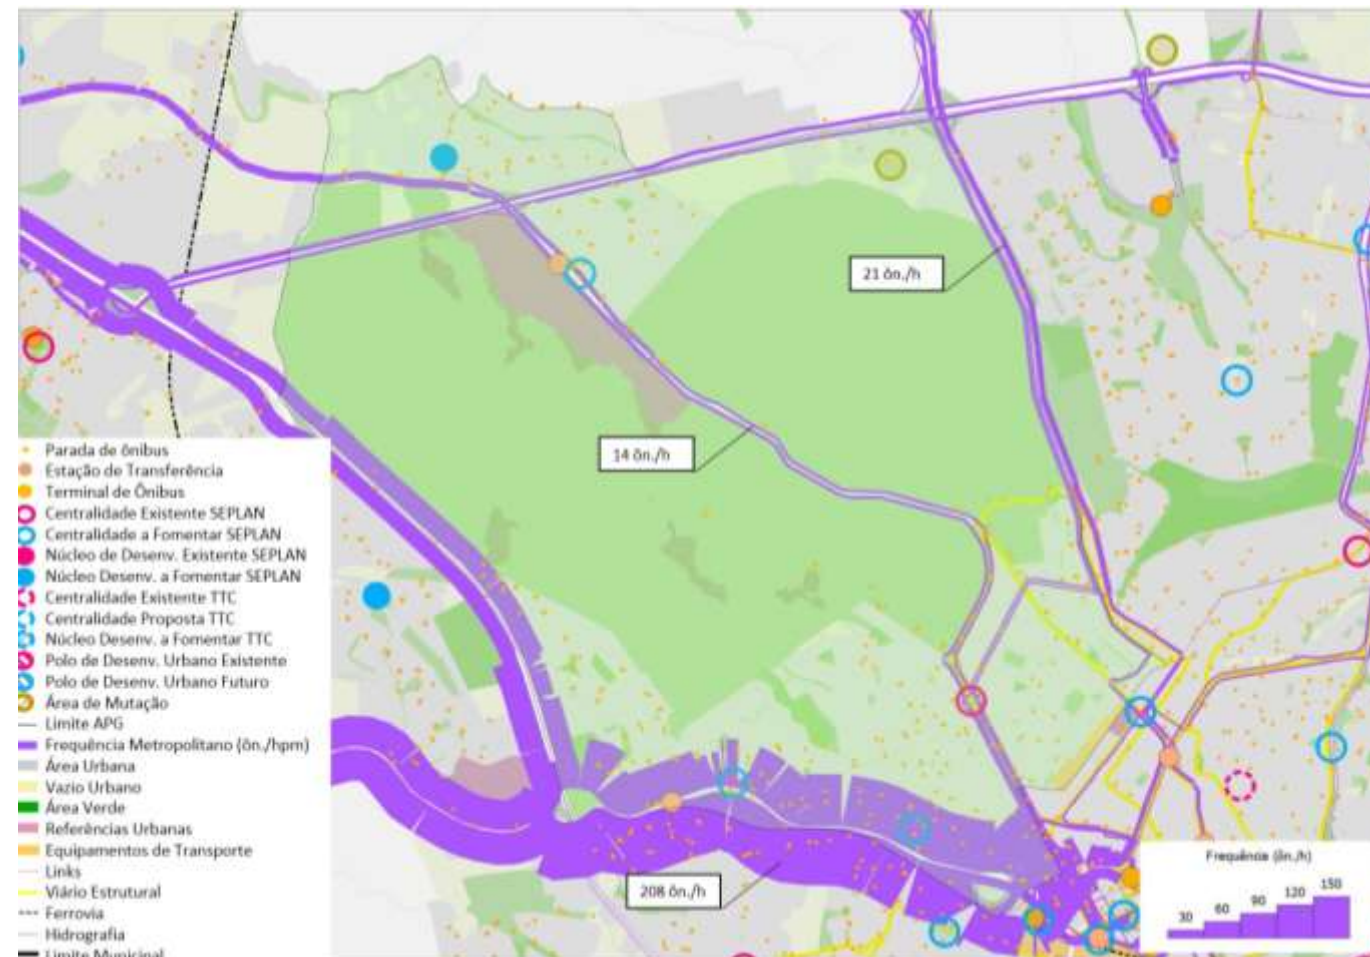 21 ôn./h
14 ôn./h
208 ôn./h
Parada de ônibus
Estação de Transferência
Terminal de Ônibus
Centralidade Existente SEPLAN
Centralidade a Fomentar SEPLAN
Núcleo de Desenv. Existente SEPLAN
Núcleo Desenv. a Fomentar SEPLAN
Centralidade Existente TTC
Centralidade Proposta TTC
Núcleo Desenv. a Fomentar TTC
Polo de Desenv. Urbano Existente
Polo de Desenv. Urbano Futuro
Área de Mutação
Limite APG
Frequência Metropolitano (ôn./hpm)
Área Urbana
Vazio Urbano
Área Verde
Referências Urbanas
Equipamentos de Transporte
Links
Viário Estrutural
Ferrovia
Hidrografia
Limite Municipal
Frequência (ôn./h)
30 60 90 120 150